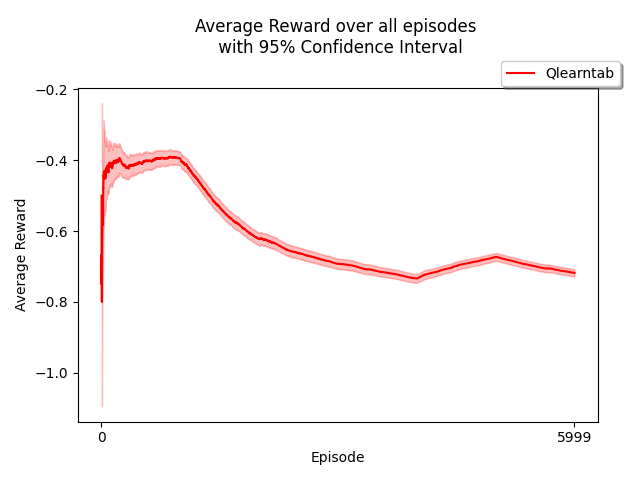 Average Reward over all episodes
with 95% Confidence Interval
Qlearntab
−0.2
−0.4
−0.6
−0.8
−1.0
Average Reward
0
5999
Episode